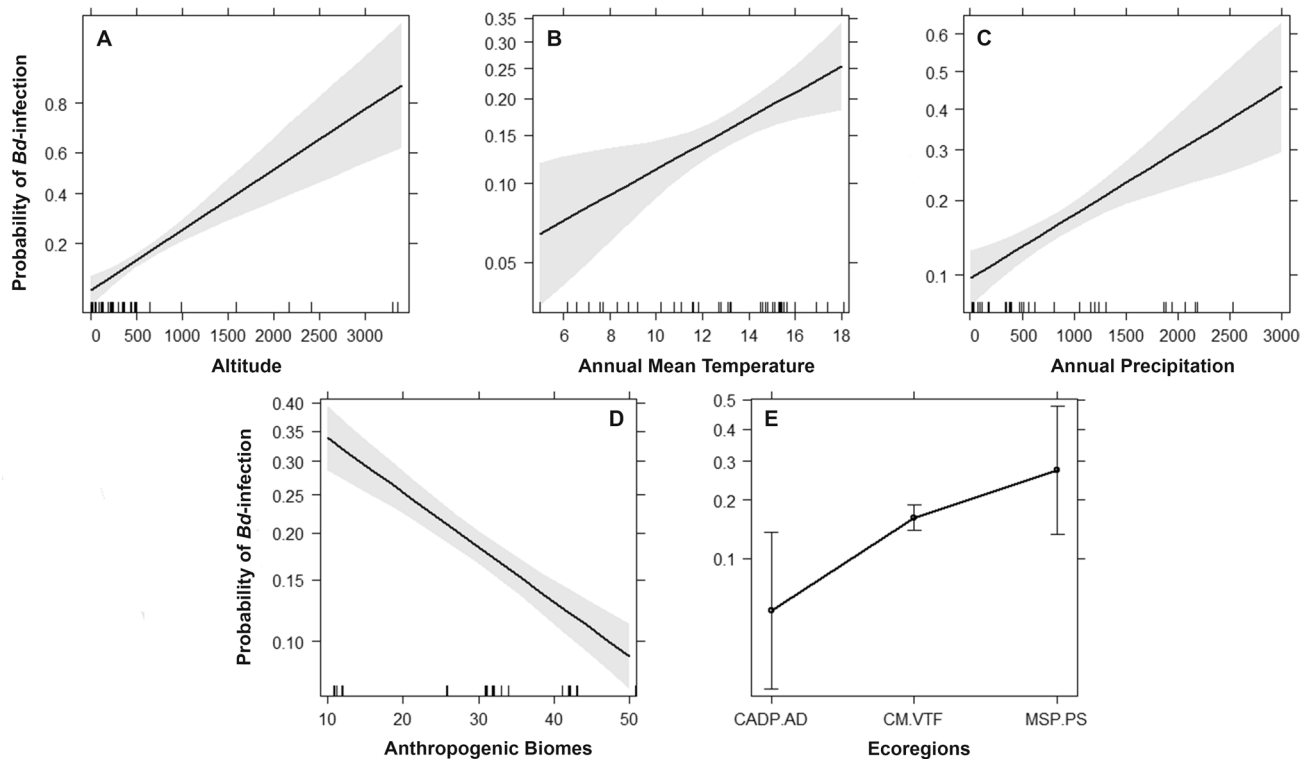 A
Probability of Bd-infection
0.8
0.6
0.4
0.2
0 500 1000 1500 2000 2500 3000
Altitude
B
0.35
0.30
0.25
0.20
0.15
0.10
0.05
6 8 10 12 14 16 18
Annual Mean Temperature
C
0.6
0.5
0.4
0.3
0.2
0.1
0 500 1000 1500 2000 2500 3000
Annual Precipitation
D
Probability of Bd-infection
0.40
0.35
0.30
0.25
0.20
0.15
0.10
10 20 30 40 50
Anthropogenic Biomes
E
0.5
0.4
0.3
0.2
0.1
CADP.AD CM.VTF MSP.PS
Ecoregions